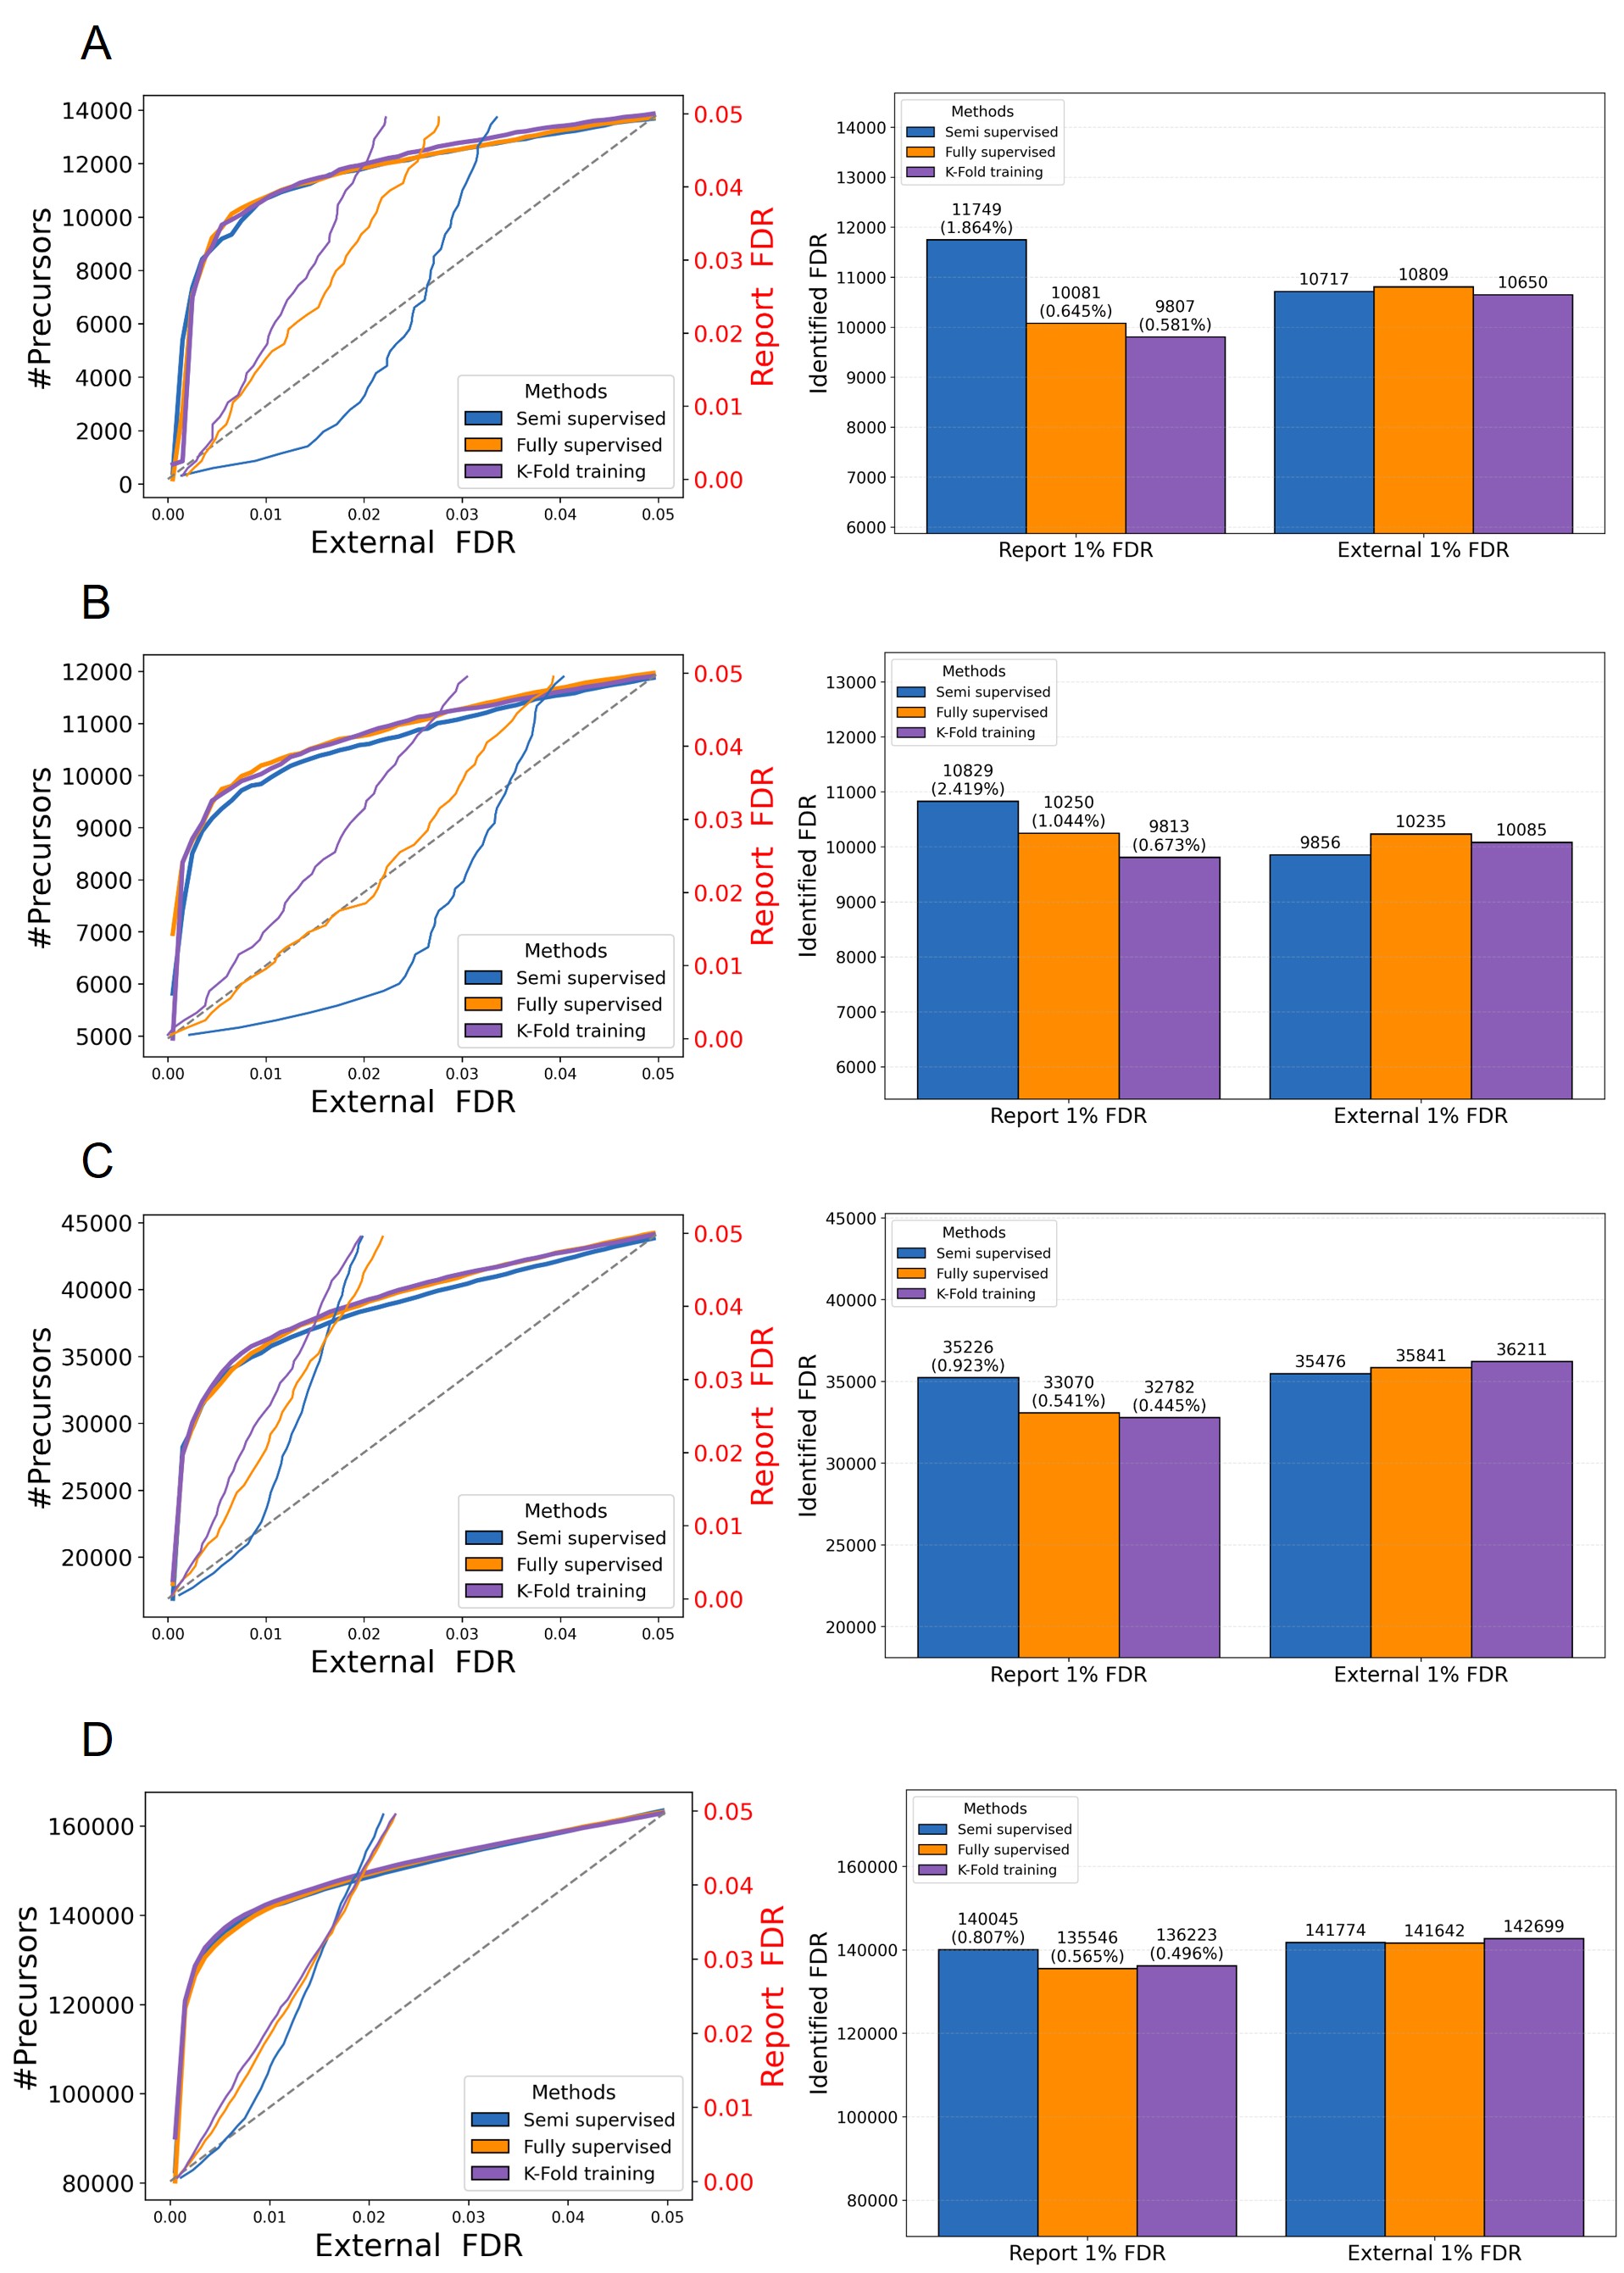 A
14000
12000
10000
8000
6000
4000
2000
0
#Precursors
0.00 0.01 0.02 0.03 0.04 0.05
External FDR
0.05
0.04
0.03
0.02
0.01
0.00
Report FDR
Methods
Semi supervised
Fully supervised
K-Fold training
14000
13000
12000
11000
10000
9000
8000
7000
6000
Identified FDR
Methods
Semi supervised
Fully supervised
K-Fold training
11749
(1.864%)
10081
(0.645%)
9807
(0.581%)
10717
10809
10650
Report 1% FDR
External 1% FDR
B
12000
11000
10000
9000
8000
7000
6000
5000
#Precursors
0.00 0.01 0.02 0.03 0.04 0.05
External FDR
0.05
0.04
0.03
0.02
0.01
0.00
Report FDR
Methods
Semi supervised
Fully supervised
K-Fold training
13000
12000
11000
10000
9000
8000
7000
6000
Identified FDR
Methods
Semi supervised
Fully supervised
K-Fold training
10829
(2.419%)
10250
(1.044%)
9813
(0.673%)
9856
10235
10085
Report 1% FDR
External 1% FDR
C
45000
40000
35000
30000
25000
20000
#Precursors
0.00 0.01 0.02 0.03 0.04 0.05
External FDR
0.05
0.04
0.03
0.02
0.01
0.00
Report FDR
Methods
Semi supervised
Fully supervised
K-Fold training
45000
40000
35000
30000
25000
20000
Identified FDR
Methods
Semi supervised
Fully supervised
K-Fold training
35226
(0.923%)
33070
(0.541%)
32782
(0.445%)
35476
35841
36211
Report 1% FDR
External 1% FDR
D
160000
140000
120000
100000
80000
#Precursors
0.00 0.01 0.02 0.03 0.04 0.05
External FDR
0.05
0.04
0.03
0.02
0.01
0.00
Report FDR
Methods
Semi supervised
Fully supervised
K-Fold training
160000
140000
120000
100000
80000
Identified FDR
Methods
Semi supervised
Fully supervised
K-Fold training
140045
(0.807%)
135546
(0.565%)
136223
(0.496%)
141774
141642
142699
Report 1% FDR
External 1% FDR